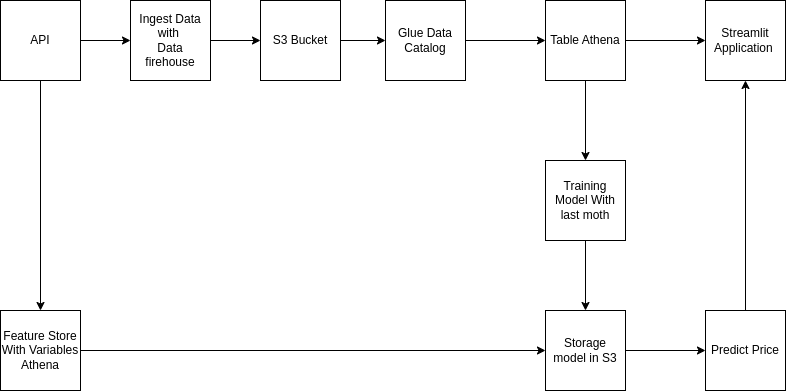 API
Ingest Data
with
Data
firehouse
S3 Bucket
Glue Data
Catalog
Table Athena
Streamlit
Application
Training
Model With
last moth
Feature Store
With Variables
Athena
Storage
model in S3
Predict Price